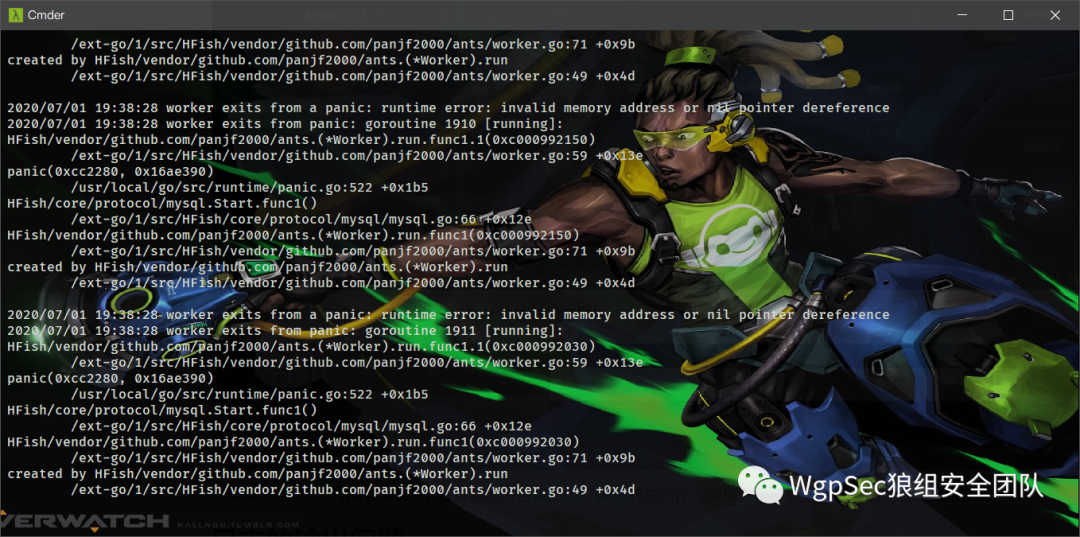 Cmder
/ext-go/1/src/HFish/vendor/github.com/panjf2000/ants/worker.go:71 +0x9b
created by HFish/vendor/github.com/panjf2000/ants.(*Worker).run
/ext-go/1/src/HFish/vendor/github.com/panjf2000/ants/worker.go:49 +0x4d
2020/07/01 19:38:28 worker exits from a panic: runtime error: invalid memory address or nil pointer dereference
2020/07/01 19:38:28 worker exits from panic: goroutine 1910 [running]:
HFish/vendor/github.com/panjf2000/ants.(*Worker).run.func1.1(0xc000992150)
/ext-go/1/src/HFish/vendor/github.com/panjf2000/ants/worker.go:59 +0x13e
panic(0xcc2280, 0x16ae390)
/usr/local/go/src/runtime/panic.go:522 +0x1b5
HFish/core/protocol/mysql.Start.func1()
/ext-go/1/src/HFish/core/protocol/mysql/mysql.go:66 +0x12e
HFish/vendor/github.com/panjf2000/ants.(*Worker).run.func1(0xc000992150)
/ext-go/1/src/HFish/vendor/github.com/panjf2000/ants/worker.go:71 +0x9b
created by HFish/vendor/github.com/panjf2000/ants.(*Worker).run
/ext-go/1/src/HFish/vendor/github.com/panjf2000/ants/worker.go:49 +0x4d
2020/07/01 19:38:28 worker exits from a panic: runtime error: invalid memory address or nil pointer dereference
2020/07/01 19:38:28 worker exits from panic: goroutine 1911 [running]:
HFish/vendor/github.com/panjf2000/ants.(*Worker).run.func1.1(0xc000992030)
/ext-go/1/src/HFish/vendor/github.com/panjf2000/ants/worker.go:59 +0x13e
panic(0xcc2280, 0x16ae390)
/usr/local/go/src/runtime/panic.go:522 +0x1b5
HFish/core/protocol/mysql.Start.func1()
/ext-go/1/src/HFish/core/protocol/mysql/mysql.go:66 +0x12e
HFish/vendor/github.com/panjf2000/ants.(*Worker).run.func1(0xc000992030)
/ext-go/1/src/HFish/vendor/github.com/panjf2000/ants/worker.go:71 +0x9b
created by HFish/vendor/github.com/panjf2000/ants.(*Worker).run
/ext-go/1/src/HFish/vendor/github.com/panjf2000/ants/worker.go:49 +0x4d
WgpSec狼组安全团队
VERWATCH KAELNGU.TUMBLR.COM